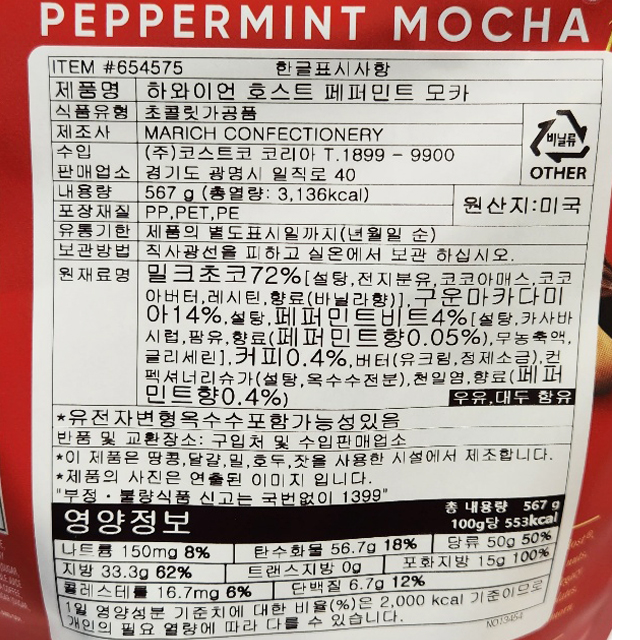 PEPPERMINT MOCHA
ITEM #654575 한글표시사항
제품명 하와이언 호스트 페퍼민트 모카
식품유형 초콜릿가공품
제조사 MARICH CONFECTIONERY
수입 (주)코스트코 코리아 T.1899 - 9900
판매업소 경기도 광명시 일직로 40
비닐류
OTHER
내용량 567 g (총열량: 3,136kcal)
포장재질 PP,PET,PE
원산지:미국
유통기한 제품의 별도표시일까지(년월일 순)
보관방법 직사광선을 피하고 실온에서 보관 하십시오.
원재료명 밀크초코72%[설탕,전지분유,코코아매스,코코
아버터,레시틴,향료(바닐라향)],구운마카다미
아14%,설탕,페퍼민트비트4%[설탕,카사바
시럽,팜유,향료(페퍼민트향0.05%),무농축액,
글리세린],커피0.4%,버터(유크림,정제소금),컨
펙셔너리슈가(설탕,옥수수전분),천일염,향료(페퍼
민트향0.4%)
우유,대두 함유
*유전자변형옥수수포함가능성있음
반품 및 교환장소: 구입처 및 수입판매업소
*이 제품은 땅콩,달걀,밀,호두,잣을 사용한 시설에서 제조합니다.
*제품의 사진은 연출된 이미지 입니다.
"부정·불량식품 신고는 국번없이 1399"
영양정보
총 내용량 567 g
100g당 553kcal
나트륨 150mg 8% 탄수화물 56.7g 18% 당류 50g 50%
지방 33.3g 62% 트랜스지방 0g 포화지방 15g 100%
콜레스테롤 16.7mg 6% 단백질 6.7g 12%
1일 영양성분 기준치에 대한 비율(%)은 2,000 kcal 기준이므로
개인의 필요 열량에 따라 다를 수 있습니다.
NO13464